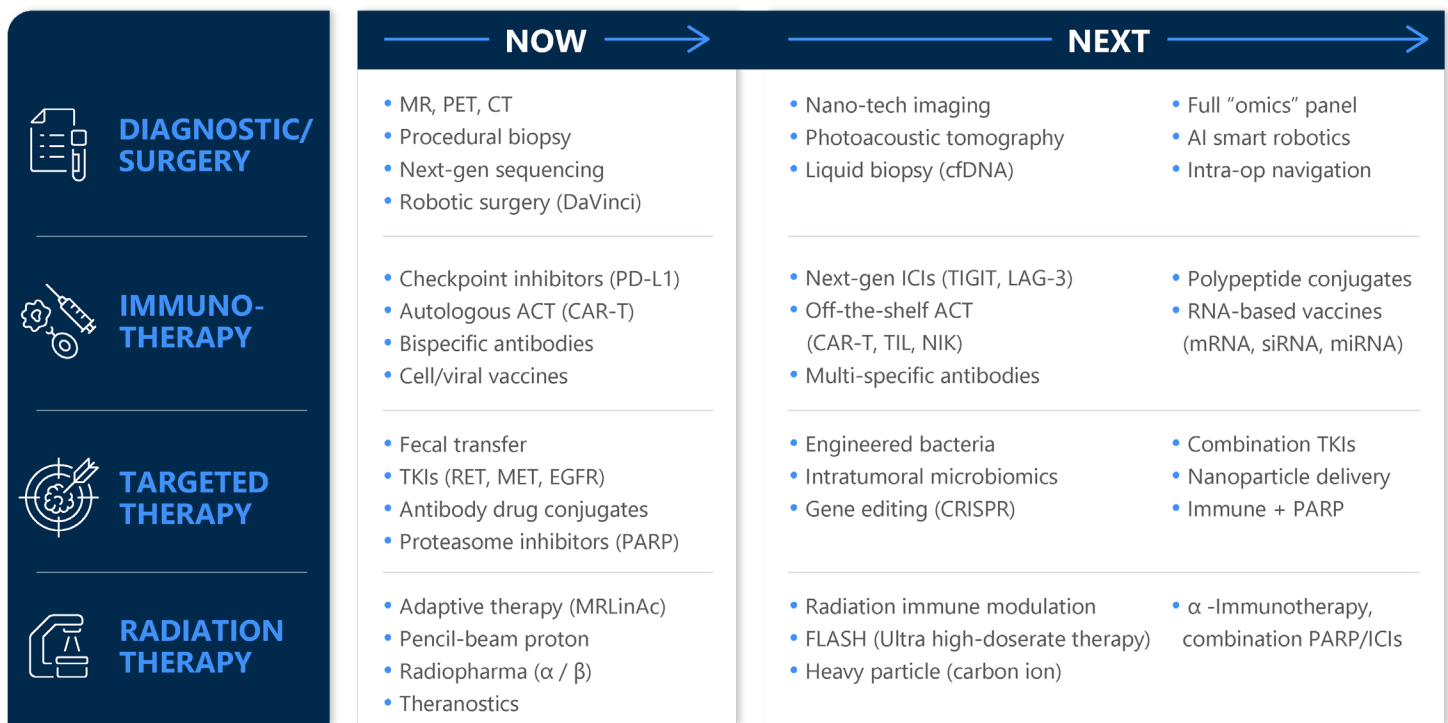 NOW
NEXT
DIAGNOSTIC/
SURGERY
• MR, PET, CT
• Procedural biopsy
• Next-gen sequencing
• Robotic surgery (DaVinci)
• Nano-tech imaging
• Photoacoustic tomography
• Liquid biopsy (cfDNA)
• Full “omics” panel
• AI smart robotics
• Intra-op navigation
IMMUNO-
THERAPY
• Checkpoint inhibitors (PD-L1)
• Autologous ACT (CAR-T)
• Bispecific antibodies
• Cell/viral vaccines
• Next-gen ICIs (TIGIT, LAG-3)
• Off-the-shelf ACT
(CAR-T, TIL, NIK)
• Multi-specific antibodies
• Polypeptide conjugates
• RNA-based vaccines
(mRNA, siRNA, miRNA)
TARGETED
THERAPY
• Fecal transfer
• TKIs (RET, MET, EGFR)
• Antibody drug conjugates
• Proteasome inhibitors (PARP)
• Engineered bacteria
• Intratumoral microbiomics
• Gene editing (CRISPR)
• Combination TKIs
• Nanoparticle delivery
• Immune + PARP
RADIATION
THERAPY
• Adaptive therapy (MRLinAc)
• Pencil-beam proton
• Radiopharma (α / β)
• Theranostics
• Radiation immune modulation
• FLASH (Ultra high-doserate therapy)
• Heavy particle (carbon ion)
• α -Immunotherapy,
combination PARP/ICIs